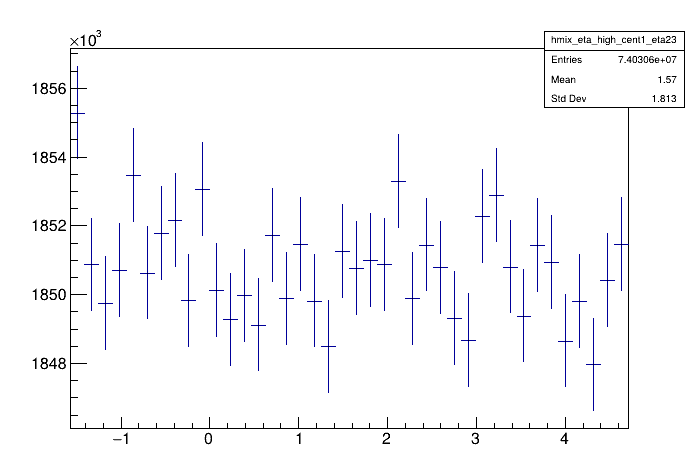 ×10³
hmix_eta_high_cent1_eta23
Entries 7.40306e+07
Mean 1.57
Std Dev 1.813
1856
1854
1852
1850
1848
−1 0 1 2 3 4